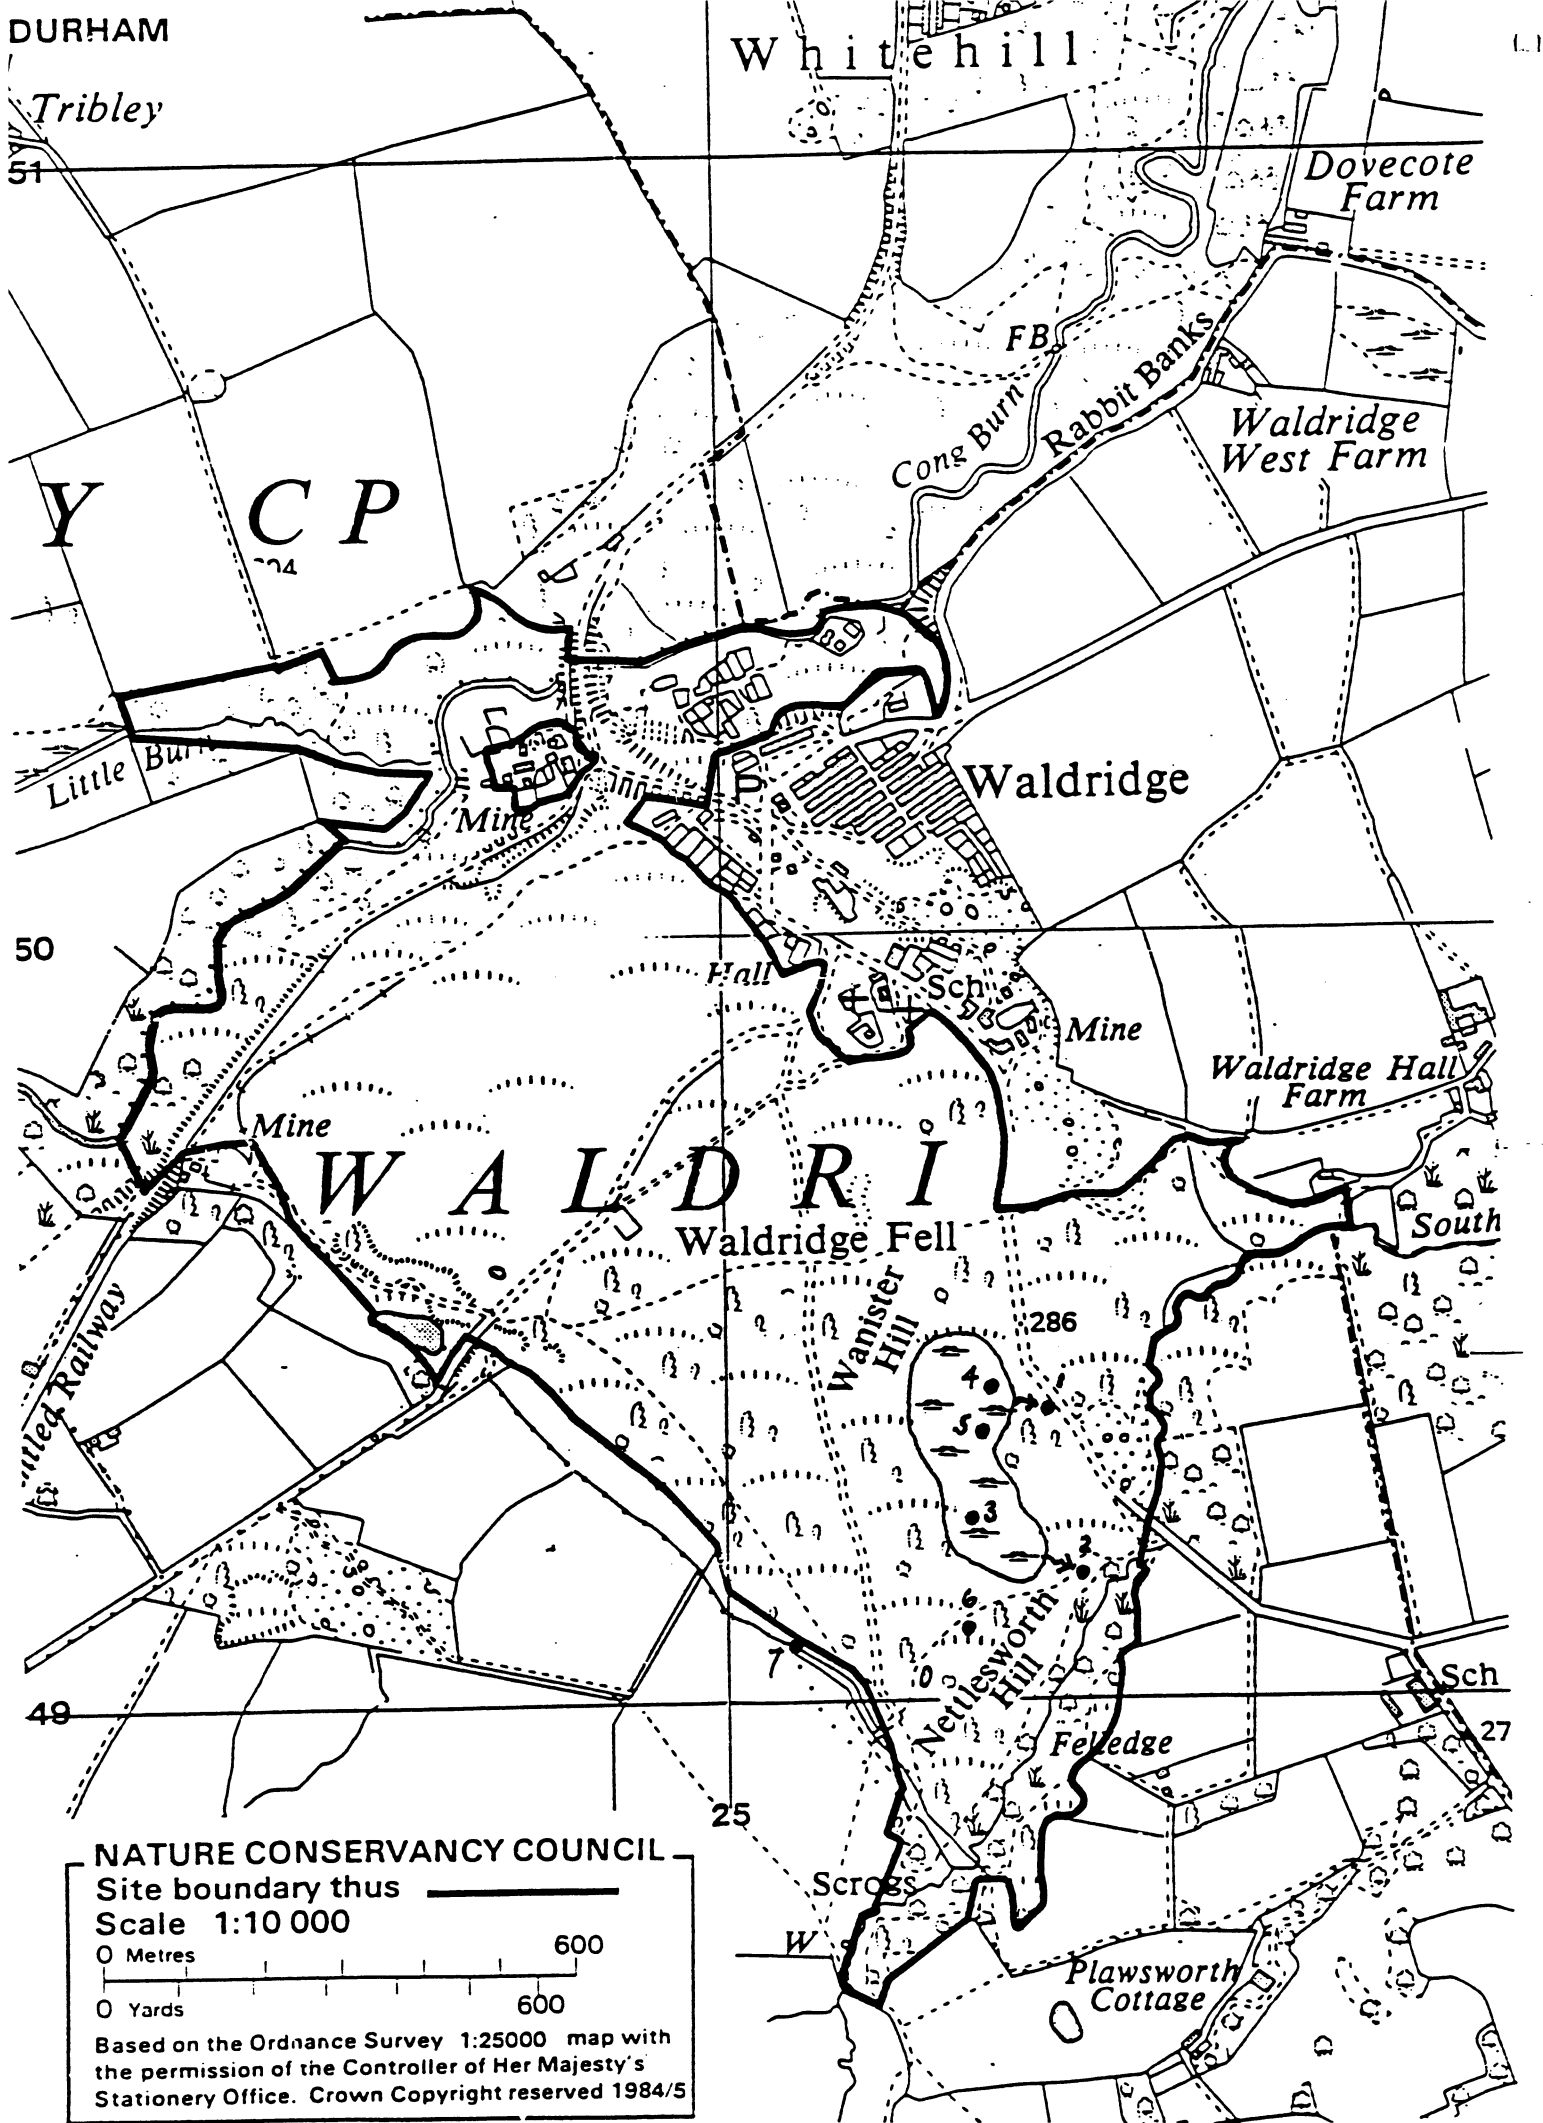 DURHAM
Whitehill
Tribley
51
Dovecote
Farm
FB
Rabbit Banks
Cong Burn
Waldridge
West Farm
Y CP
Little Burn
Mine
Waldridge
50
Hall
Sch
Mine
Waldridge Hall
Farm
Mine
WALDRI
South
Waldridge Fell
Wanister
Hill
286
4
1
5
3
2
6
7
Railway
Nettlesworth
Hill
Sch
49
Felledge
27
25
Scrogs
W
Plawsworth
Cottage
NATURE CONSERVANCY COUNCIL
Site boundary thus
Scale 1:10 000
0 Metres 600
0 Yards 600
Based on the Ordnance Survey 1:25000 map with
the permission of the Controller of Her Majesty's
Stationery Office. Crown Copyright reserved 1984/5